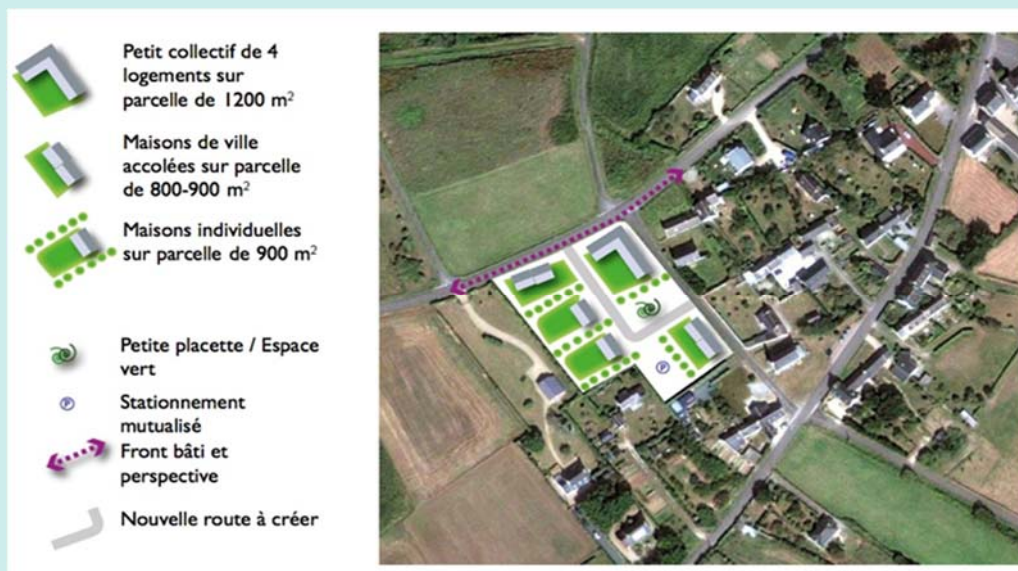 Petit collectif de 4
logements sur
parcelle de 1200 m²
Maisons de ville
accolées sur parcelle
de 800-900 m²
Maisons individuelles
sur parcelle de 900 m²
Petite placette / Espace
vert
P
Stationnement
mutualisé
Front bâti et
perspective
Nouvelle route à créer
P